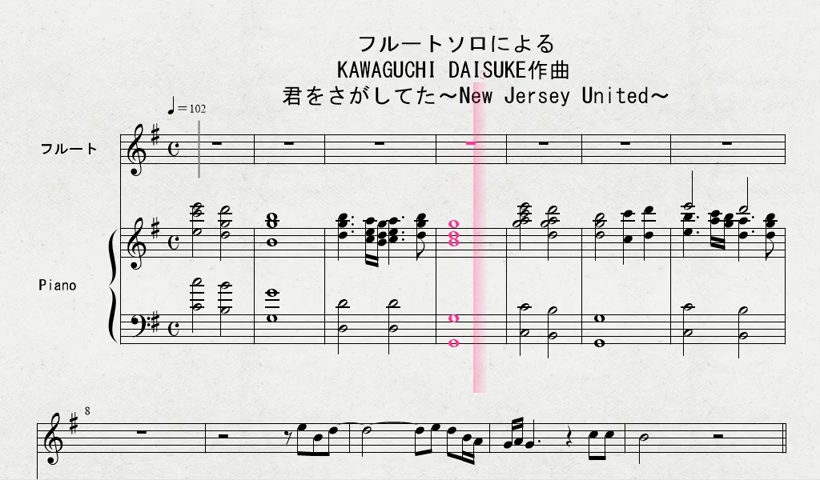 フルートソロによる
KAWAGUCHI DAISUKE作曲
君をさがしてた～New Jersey United～
♩=102
フルート
Piano
8